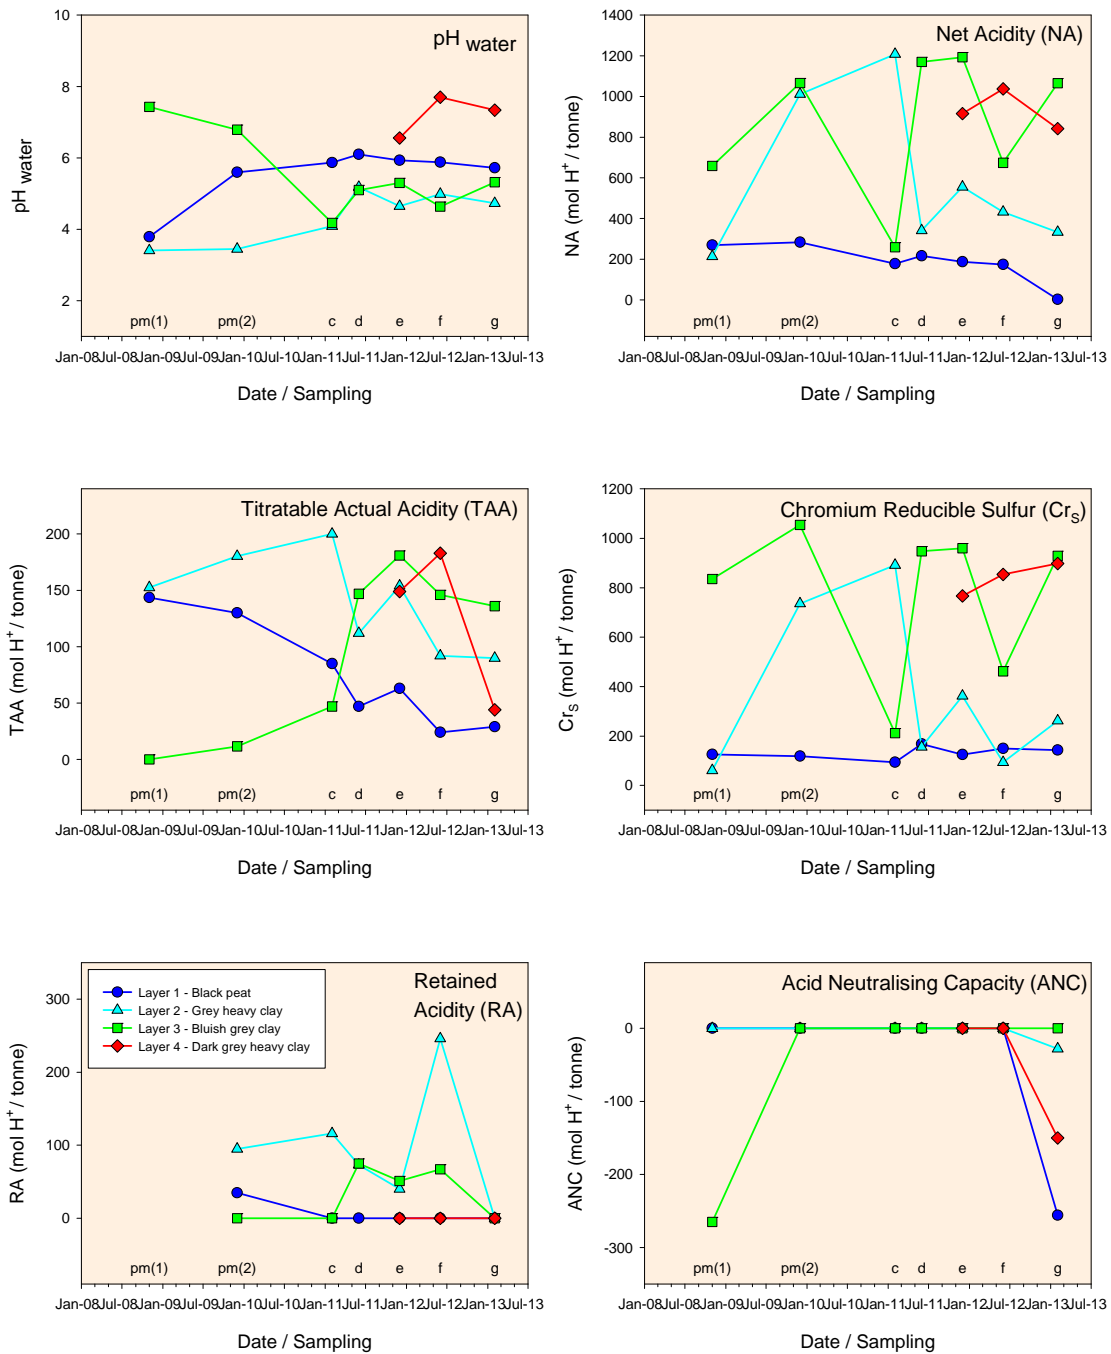 pH water
10
8
6
4
2
pH water
pm(1) pm(2) c d e f g
Jan-08 Jul-08 Jan-09 Jul-09 Jan-10 Jul-10 Jan-11 Jul-11 Jan-12 Jul-12 Jan-13 Jul-13
Date / Sampling
Net Acidity (NA)
1400
1200
1000
800
600
400
200
0
NA (mol H+ / tonne)
pm(1) pm(2) c d e f g
Jan-08 Jul-08 Jan-09 Jul-09 Jan-10 Jul-10 Jan-11 Jul-11 Jan-12 Jul-12 Jan-13 Jul-13
Date / Sampling
Titratable Actual Acidity (TAA)
200
150
100
50
0
TAA (mol H+ / tonne)
pm(1) pm(2) c d e f g
Jan-08 Jul-08 Jan-09 Jul-09 Jan-10 Jul-10 Jan-11 Jul-11 Jan-12 Jul-12 Jan-13 Jul-13
Date / Sampling
Chromium Reducible Sulfur (CrS)
1200
1000
800
600
400
200
0
CrS (mol H+ / tonne)
pm(1) pm(2) c d e f g
Jan-08 Jul-08 Jan-09 Jul-09 Jan-10 Jul-10 Jan-11 Jul-11 Jan-12 Jul-12 Jan-13 Jul-13
Date / Sampling
Retained
Acidity (RA)
Layer 1 - Black peat
Layer 2 - Grey heavy clay
Layer 3 - Bluish grey clay
Layer 4 - Dark grey heavy clay
300
200
100
0
RA (mol H+ / tonne)
pm(1) pm(2) c d e f g
Jan-08 Jul-08 Jan-09 Jul-09 Jan-10 Jul-10 Jan-11 Jul-11 Jan-12 Jul-12 Jan-13 Jul-13
Date / Sampling
Acid Neutralising Capacity (ANC)
0
-100
-200
-300
ANC (mol H+ / tonne)
pm(1) pm(2) c d e f g
Jan-08 Jul-08 Jan-09 Jul-09 Jan-10 Jul-10 Jan-11 Jul-11 Jan-12 Jul-12 Jan-13 Jul-13
Date / Sampling